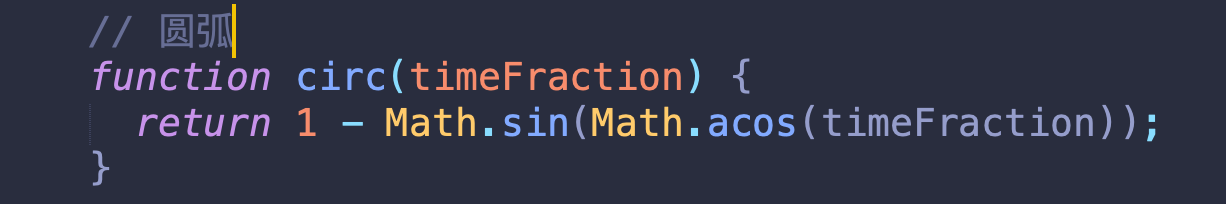 // 圆弧
function circ(timeFraction) {
  return 1 - Math.sin(Math.acos(timeFraction));
}